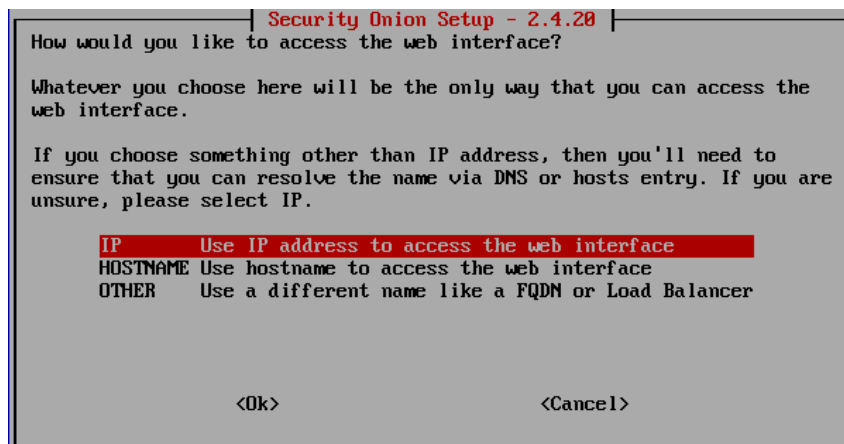 Security Onion Setup - 2.4.20
How would you like to access the web interface?
Whatever you choose here will be the only way that you can access the
web interface.
If you choose something other than IP address, then you'll need to
ensure that you can resolve the name via DNS or hosts entry. If you are
unsure, please select IP.
IP Use IP address to access the web interface
HOSTNAME Use hostname to access the web interface
OTHER Use a different name like a FQDN or Load Balancer
<Ok> <Cancel>